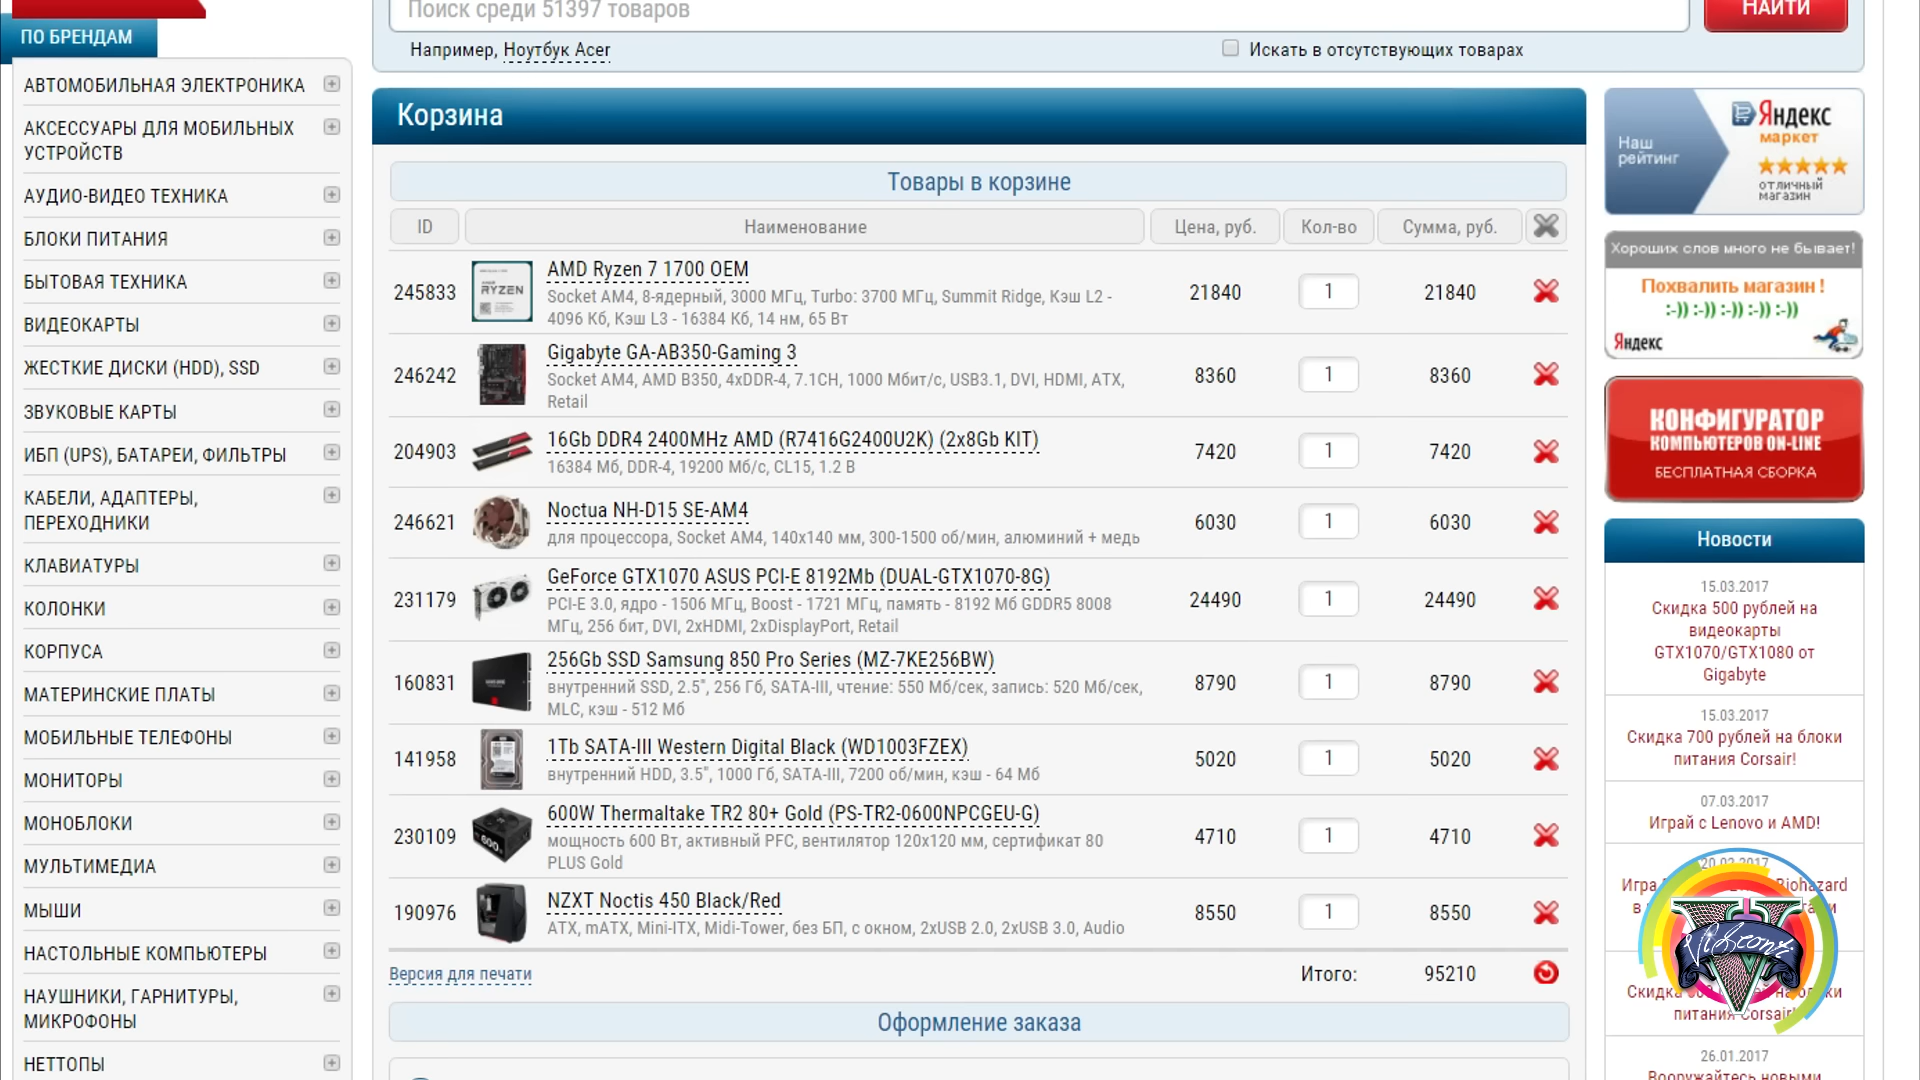 Поиск среди 51397 товаров
НАЙТИ
Например, Ноутбук Acer
Искать в отсутствующих товарах
ПО БРЕНДАМ
АВТОМОБИЛЬНАЯ ЭЛЕКТРОНИКА
АКСЕССУАРЫ ДЛЯ МОБИЛЬНЫХ
УСТРОЙСТВ
АУДИО-ВИДЕО ТЕХНИКА
БЛОКИ ПИТАНИЯ
БЫТОВАЯ ТЕХНИКА
ВИДЕОКАРТЫ
ЖЕСТКИЕ ДИСКИ (HDD), SSD
ЗВУКОВЫЕ КАРТЫ
ИБП (UPS), БАТАРЕИ, ФИЛЬТРЫ
КАБЕЛИ, АДАПТЕРЫ,
ПЕРЕХОДНИКИ
КЛАВИАТУРЫ
КОЛОНКИ
КОРПУСА
МАТЕРИНСКИЕ ПЛАТЫ
МОБИЛЬНЫЕ ТЕЛЕФОНЫ
МОНИТОРЫ
МОНОБЛОКИ
МУЛЬТИМЕДИА
МЫШИ
НАСТОЛЬНЫЕ КОМПЬЮТЕРЫ
НАУШНИКИ, ГАРНИТУРЫ,
МИКРОФОНЫ
НЕТТОПЫ
Корзина
Товары в корзине
ID Наименование Цена, руб. Кол-во Сумма, руб.
AMD Ryzen 7 1700 OEM
245833 RYZEN 21840 1 21840
Socket AM4, 8-ядерный, 3000 МГц, Turbo: 3700 МГц, Summit Ridge, Кэш L2 -
4096 Кб, Кэш L3 - 16384 Кб, 14 нм, 65 Вт
Gigabyte GA-AB350-Gaming 3
246242 8360 1 8360
Socket AM4, AMD B350, 4xDDR-4, 7.1CH, 1000 Мбит/с, USB3.1, DVI, HDMI, ATX,
Retail
16Gb DDR4 2400MHz AMD (R7416G2400U2K) (2x8Gb KIT)
204903 7420 1 7420
16384 Мб, DDR-4, 19200 Мб/с, CL15, 1.2 В
Noctua NH-D15 SE-AM4
246621 6030 1 6030
для процессора, Socket AM4, 140x140 мм, 300-1500 об/мин, алюминий + медь
GeForce GTX1070 ASUS PCI-E 8192Mb (DUAL-GTX1070-8G)
231179 24490 1 24490
PCI-E 3.0, ядро - 1506 МГц, Boost - 1721 МГц, память - 8192 Мб GDDR5 8008
МГц, 256 бит, DVI, 2xHDMI, 2xDisplayPort, Retail
256Gb SSD Samsung 850 Pro Series (MZ-7KE256BW)
160831 8790 1 8790
внутренний SSD, 2.5", 256 Гб, SATA-III, чтение: 550 Мб/сек, запись: 520 Мб/сек,
MLC, кэш - 512 Мб
1Tb SATA-III Western Digital Black (WD1003FZEX)
141958 5020 1 5020
внутренний HDD, 3.5", 1000 Гб, SATA-III, 7200 об/мин, кэш - 64 Мб
600W Thermaltake TR2 80+ Gold (PS-TR2-0600NPCGEU-G)
230109 4710 1 4710
мощность 600 Вт, активный PFC, вентилятор 120x120 мм, сертификат 80
PLUS Gold
NZXT Noctis 450 Black/Red
190976 8550 1 8550
ATX, mATX, Mini-ITX, Midi-Tower, без БП, с окном, 2xUSB 2.0, 2xUSB 3.0, Audio
Версия для печати Итого: 95210
Оформление заказа
Наш
рейтинг
Яндекс
маркет
отличный
магазин
Хороших слов много не бывает!
Похвалить магазин !
:-)) :-)) :-)) :-)) :-))
Яндекс
КОНФИГУРАТОР
КОМПЬЮТЕРОВ ON-LINE
БЕСПЛАТНАЯ СБОРКА
Новости
15.03.2017
Скидка 500 рублей на
видеокарты
GTX1070/GTX1080 от
Gigabyte
15.03.2017
Скидка 700 рублей на блоки
питания Corsair!
07.03.2017
Играй с Lenovo и AMD!
20.02.2017
Игра Biohazard
в
Скидка
питания Corsair!
26.01.2017
Вооружайтесь новыми